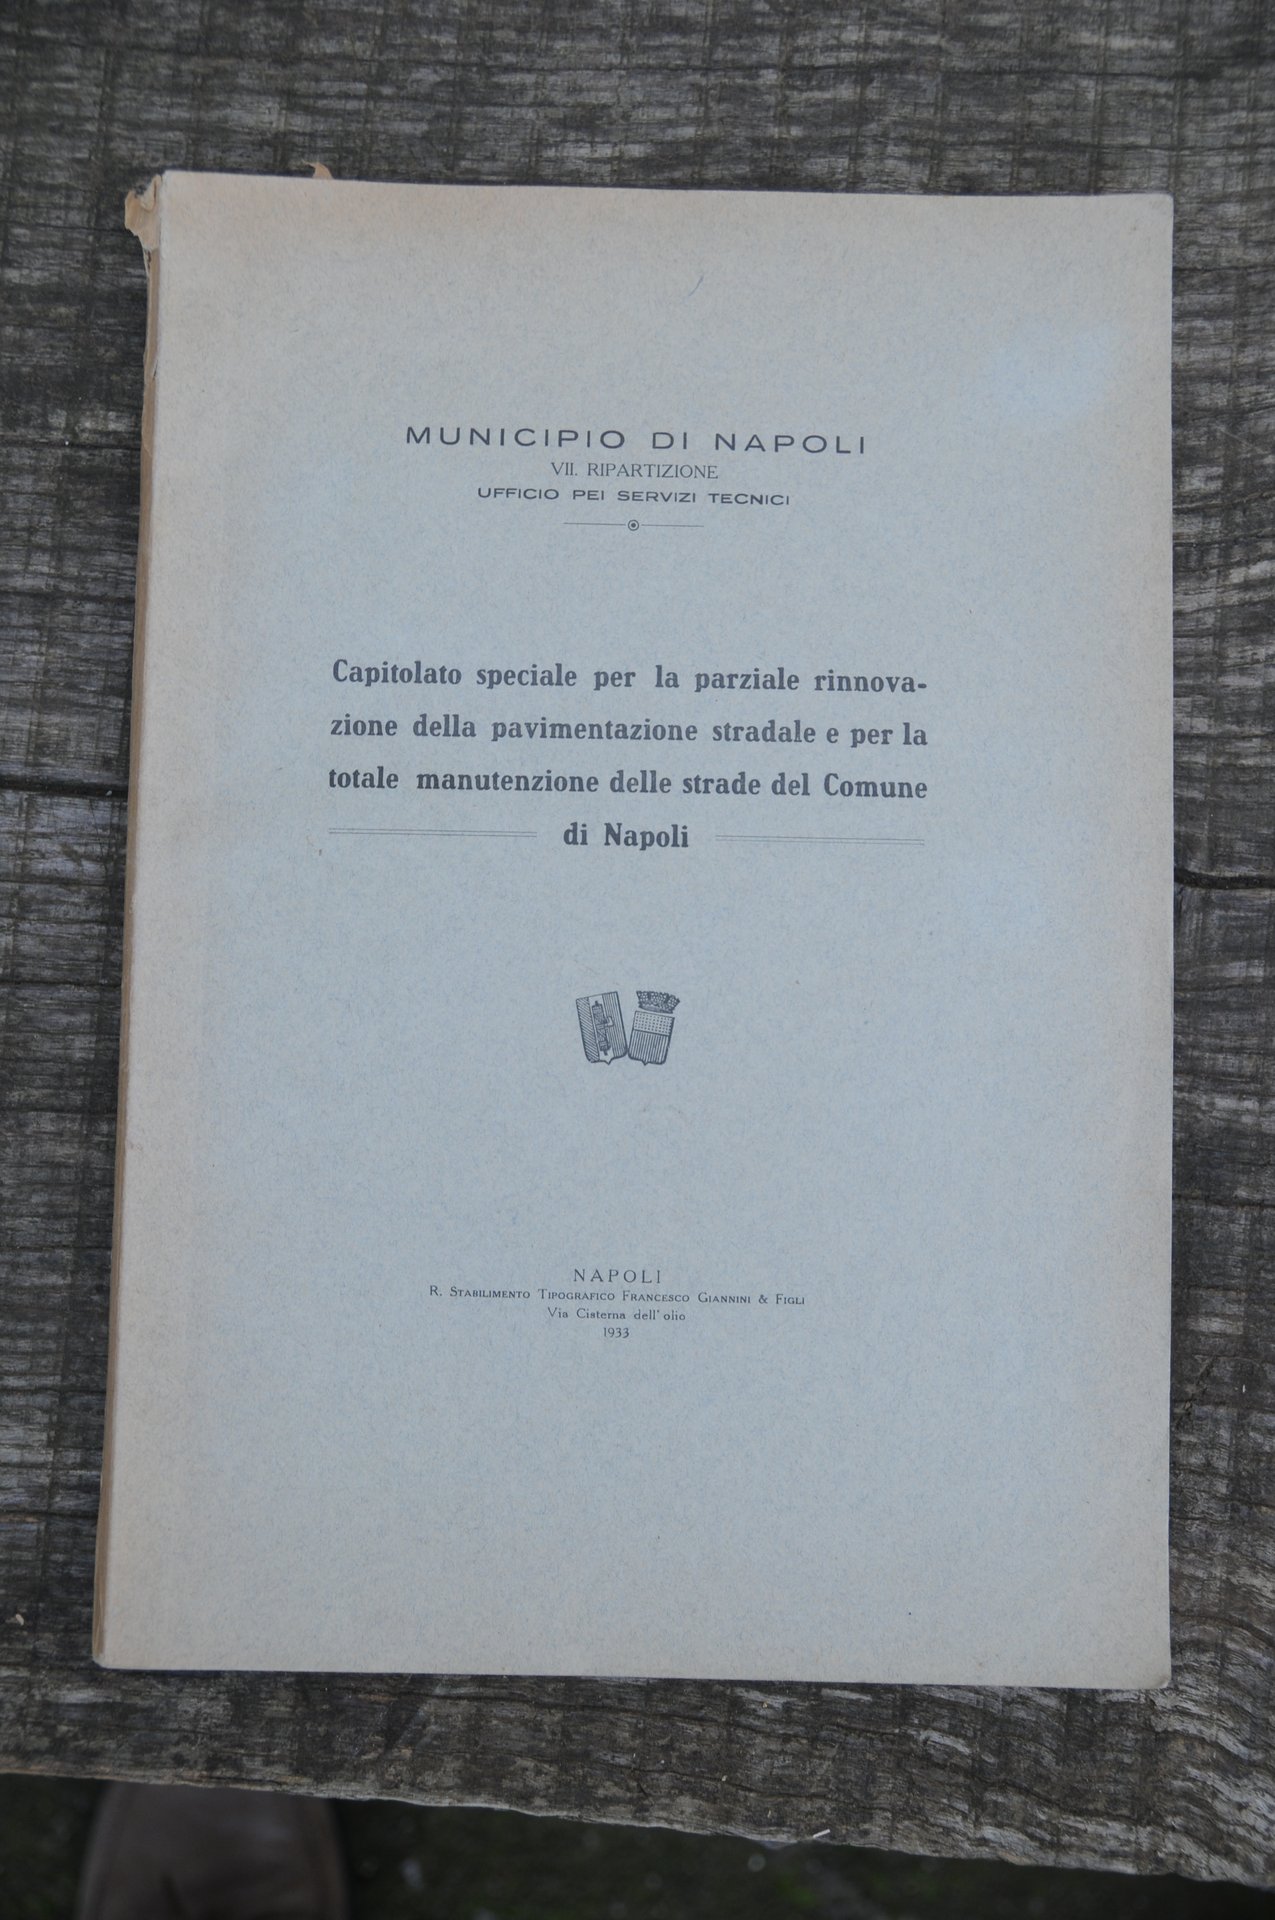 MUNICIPIO DI NAPOLI
VII. RIPARTIZIONE
UFFICIO PEI SERVIZI TECNICI
Capitolato speciale per la parziale rinnova-
zione della pavimentazione stradale e per la
totale manutenzione delle strade del Comune
di Napoli
NAPOLI
R. Stabilimento Tipografico Francesco Giannini & Figli
Via Cisterna dell'olio
1933